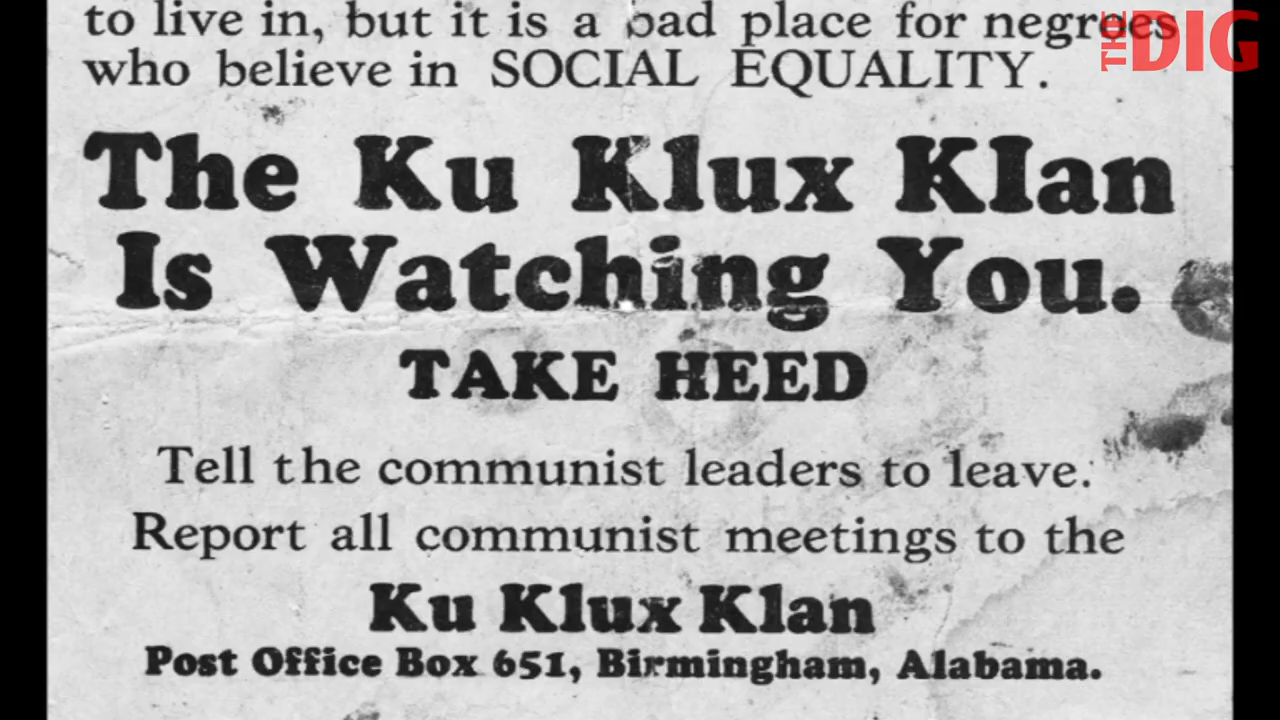 to live in, but it is a bad place for negroes
who believe in SOCIAL EQUALITY.
The Ku Klux Klan
Is Watching You.
TAKE HEED
Tell the communist leaders to leave.
Report all communist meetings to the
Ku Klux Klan
Post Office Box 651, Birmingham, Alabama.
THE DIG